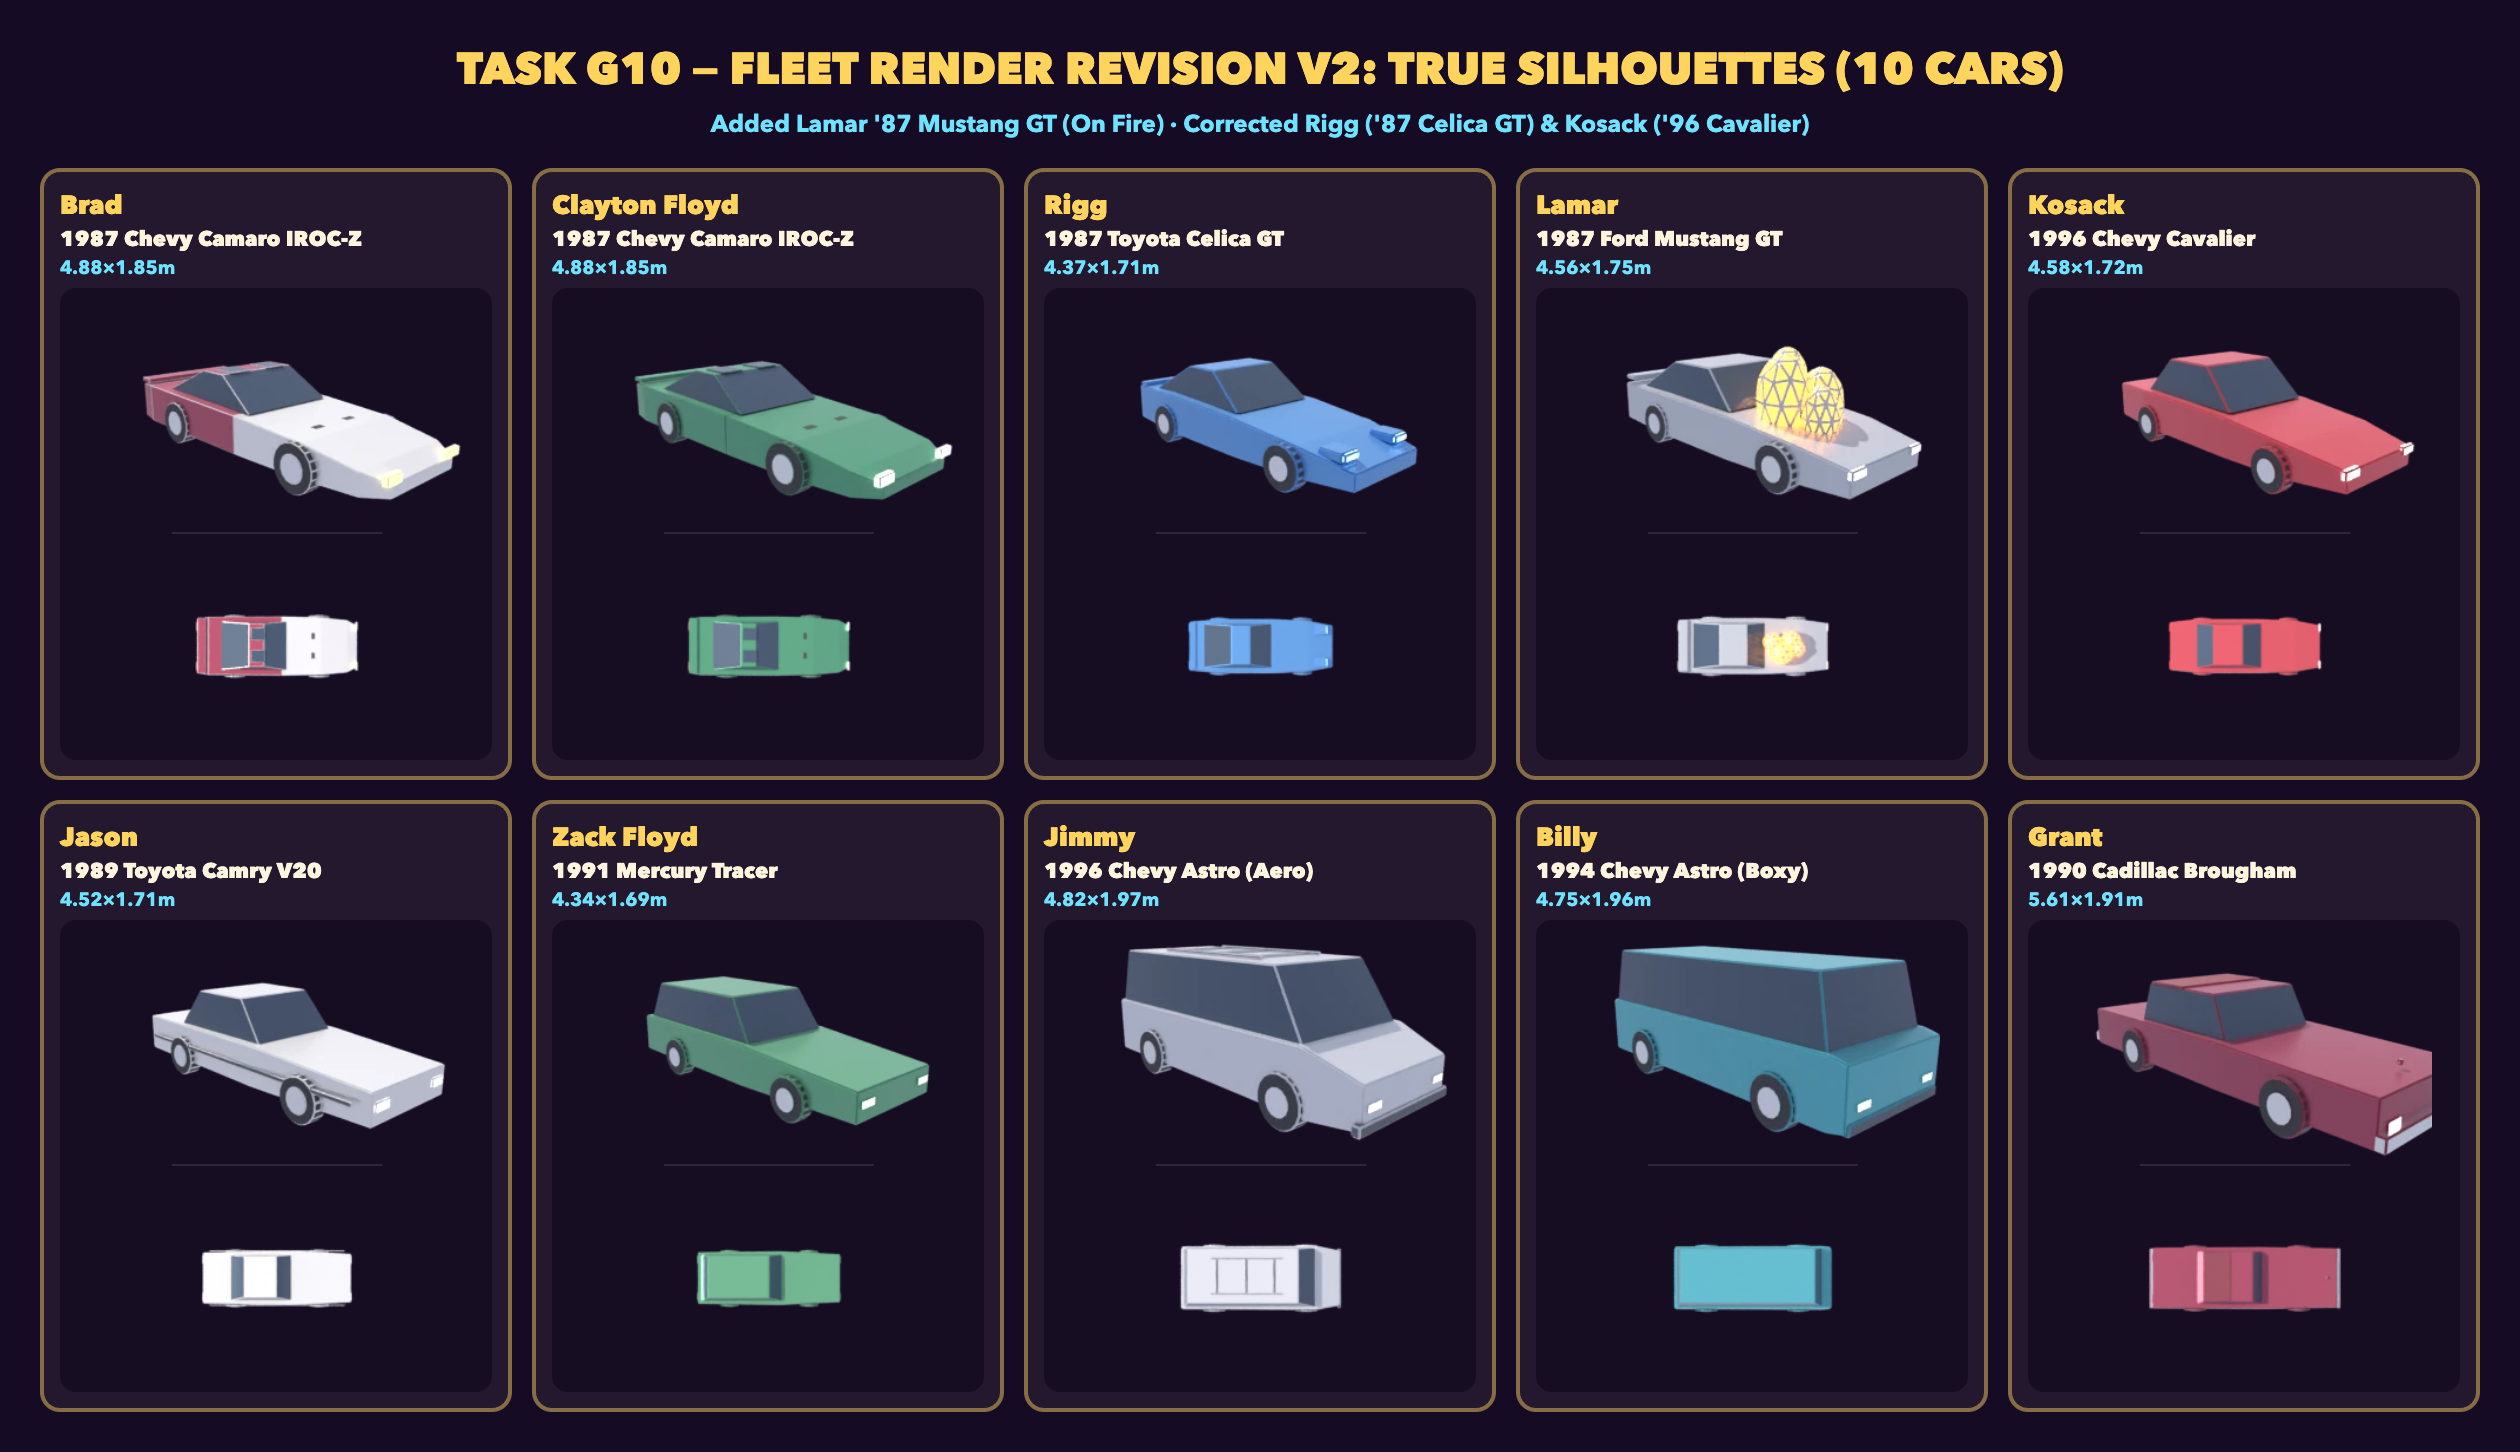 TASK G10 – FLEET RENDER REVISION V2: TRUE SILHOUETTES (10 CARS)
Added Lamar '87 Mustang GT (On Fire) · Corrected Rigg ('87 Celica GT) & Kosack ('96 Cavalier)
Brad
1987 Chevy Camaro IROC-Z
4.88×1.85m
Clayton Floyd
1987 Chevy Camaro IROC-Z
4.88×1.85m
Rigg
1987 Toyota Celica GT
4.37×1.71m
Lamar
1987 Ford Mustang GT
4.56×1.75m
Kosack
1996 Chevy Cavalier
4.58×1.72m
Jason
1989 Toyota Camry V20
4.52×1.71m
Zack Floyd
1991 Mercury Tracer
4.34×1.69m
Jimmy
1996 Chevy Astro (Aero)
4.82×1.97m
Billy
1994 Chevy Astro (Boxy)
4.75×1.96m
Grant
1990 Cadillac Brougham
5.61×1.91m